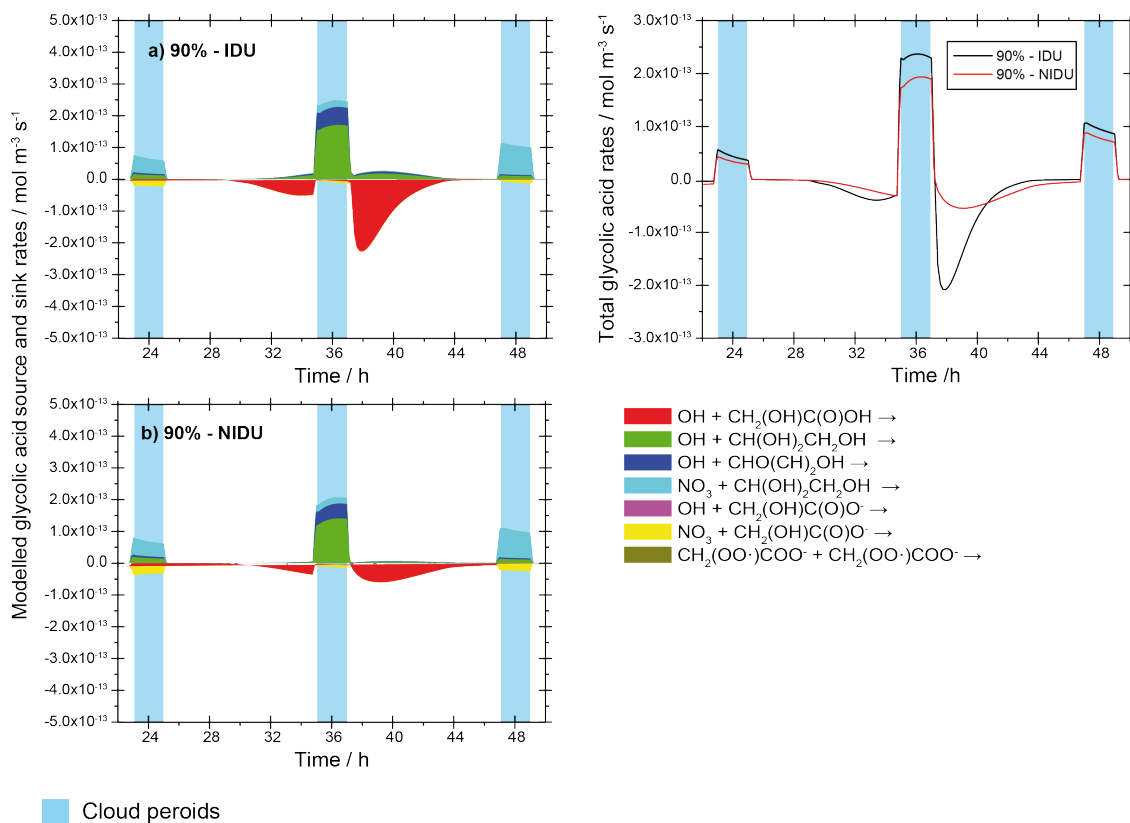 Modelled glycolic acid source and sink rates / mol m⁻³ s⁻¹
a) 90% - IDU
5.0x10⁻¹³
4.0x10⁻¹³
3.0x10⁻¹³
2.0x10⁻¹³
1.0x10⁻¹³
0.0
-1.0x10⁻¹³
-2.0x10⁻¹³
-3.0x10⁻¹³
-4.0x10⁻¹³
-5.0x10⁻¹³
24 28 32 36 40 44 48
Time / h
Total glycolic acid rates / mol m⁻³ s⁻¹
3.0x10⁻¹³
2.0x10⁻¹³
1.0x10⁻¹³
0.0
-1.0x10⁻¹³
-2.0x10⁻¹³
-3.0x10⁻¹³
90% - IDU
90% - NIDU
24 28 32 36 40 44 48
Time /h
b) 90% - NIDU
5.0x10⁻¹³
4.0x10⁻¹³
3.0x10⁻¹³
2.0x10⁻¹³
1.0x10⁻¹³
0.0
-1.0x10⁻¹³
-2.0x10⁻¹³
-3.0x10⁻¹³
-4.0x10⁻¹³
-5.0x10⁻¹³
24 28 32 36 40 44 48
Time / h
OH + CH₂(OH)C(O)OH →
OH + CH(OH)₂CH₂OH →
OH + CHO(CH)₂OH →
NO₃ + CH(OH)₂CH₂OH →
OH + CH₂(OH)C(O)O⁻ →
NO₃ + CH₂(OH)C(O)O⁻ →
CH₂(OO·)COO⁻ + CH₂(OO·)COO⁻ →
Cloud peroids